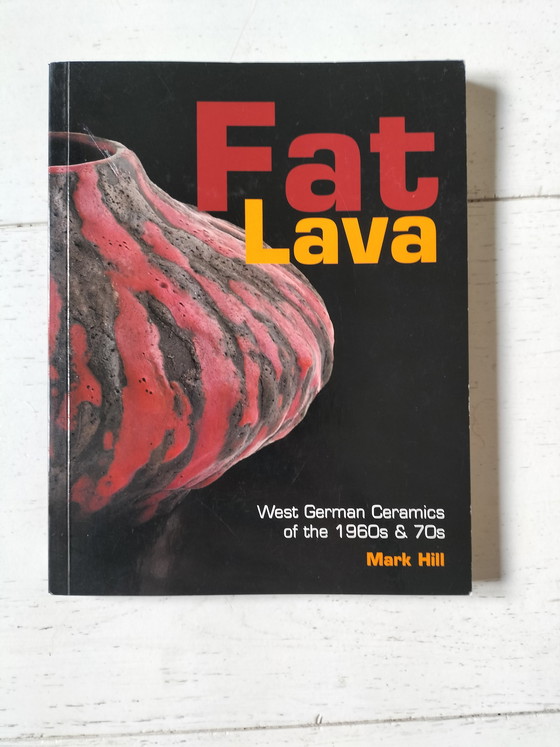 Fat
Lava
West German Ceramics
of the 1960s & 70s
Mark Hill